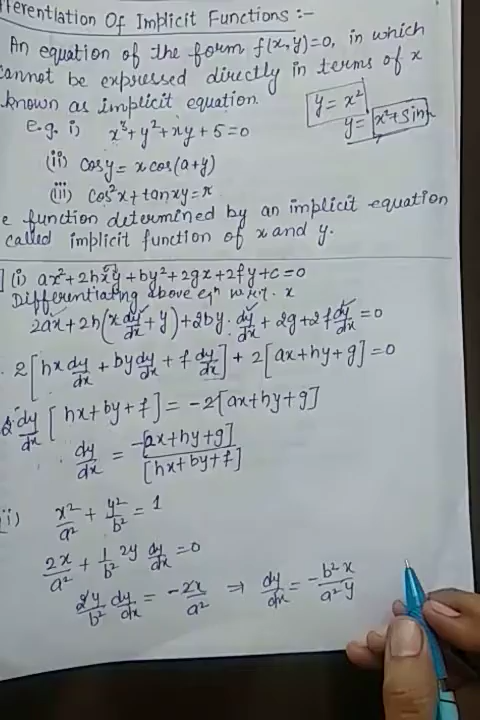 fferentiation Of Implicit Functions :-
An equation of the form f(x,y)=0, in which
cannot be expressed directly in terms of x
known as implicit equation.
y = x²
y = x²+sin
E.g. i) x³+y²+xy+5=0
(ii) cosy = x cos(a+y)
(iii) cos²x+tanxy=π
e function determined by an implicit equation
called implicit function of x and y.
] (i) ax²+2hxy+by²+2gx+2fy+c=0
Differentiating above eqⁿ w.r.t. x
2ax+2h(x dy/dx + y)+2by. dy/dx + 2g+2f dy/dx = 0
2[hx dy/dx + by dy/dx + f dy/dx] + 2[ax+hy+g] = 0
2 dy/dx [hx+by+f] = -2[ax+hy+g]
dy/dx = -[ax+hy+g]/[hx+by+f]
ii) x²/a² + y²/b² = 1
2x/a² + 1/b² 2y dy/dx = 0
2y/b² dy/dx = -2x/a² ⇒ dy/dx = -b²x/a²y